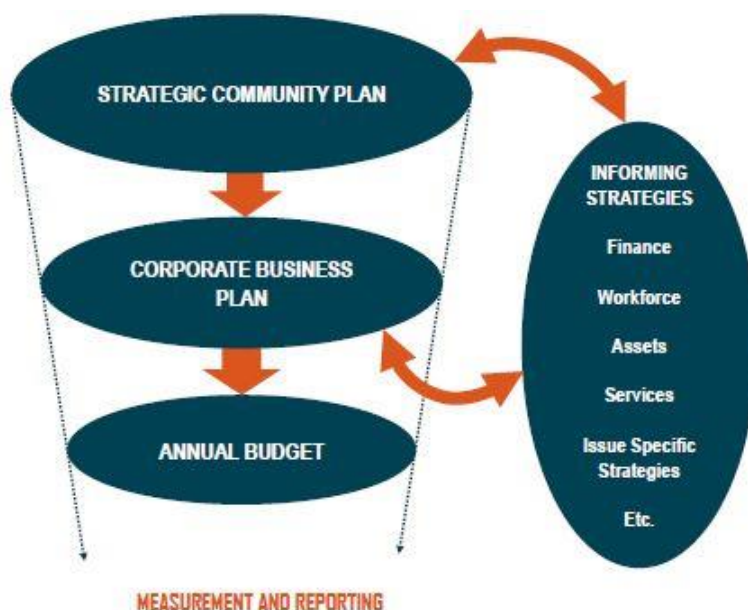 STRATEGIC COMMUNITY PLAN
CORPORATE BUSINESS
PLAN
ANNUAL BUDGET
INFORMING
STRATEGIES
Finance
Workforce
Assets
Services
Issue Specific
Strategies
Etc.
MEASUREMENT AND REPORTING